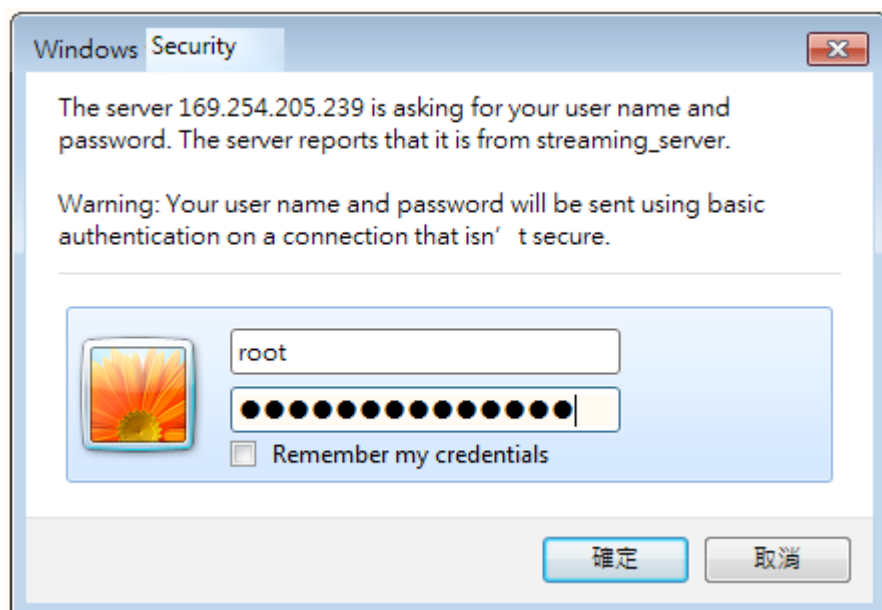 Windows Security
The server 169.254.205.239 is asking for your user name and
password. The server reports that it is from streaming_server.
Warning: Your user name and password will be sent using basic
authentication on a connection that isn’ t secure.
root
●●●●●●●●●●●●●●
Remember my credentials
確定 取消